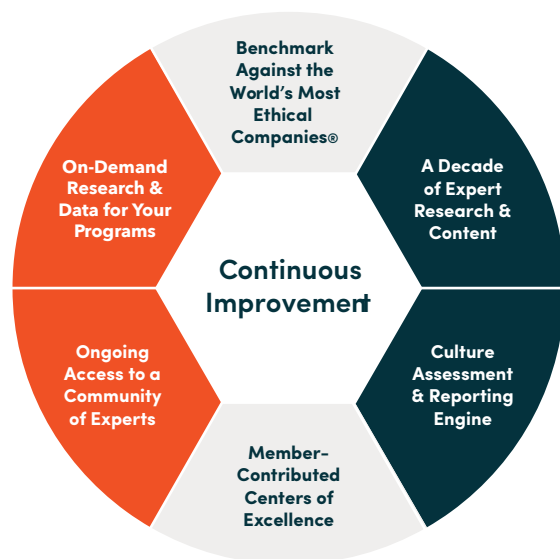 Benchmark
Against the
World's Most
Ethical
Companies®
A Decade
of Expert
Research &
Content
Culture
Assessment
& Reporting
Engine
Member-
Contributed
Centers of
Excellence
Ongoing
Access to a
Community
of Experts
On-Demand
Research &
Data for Your
Programs
Continuous
Improvement